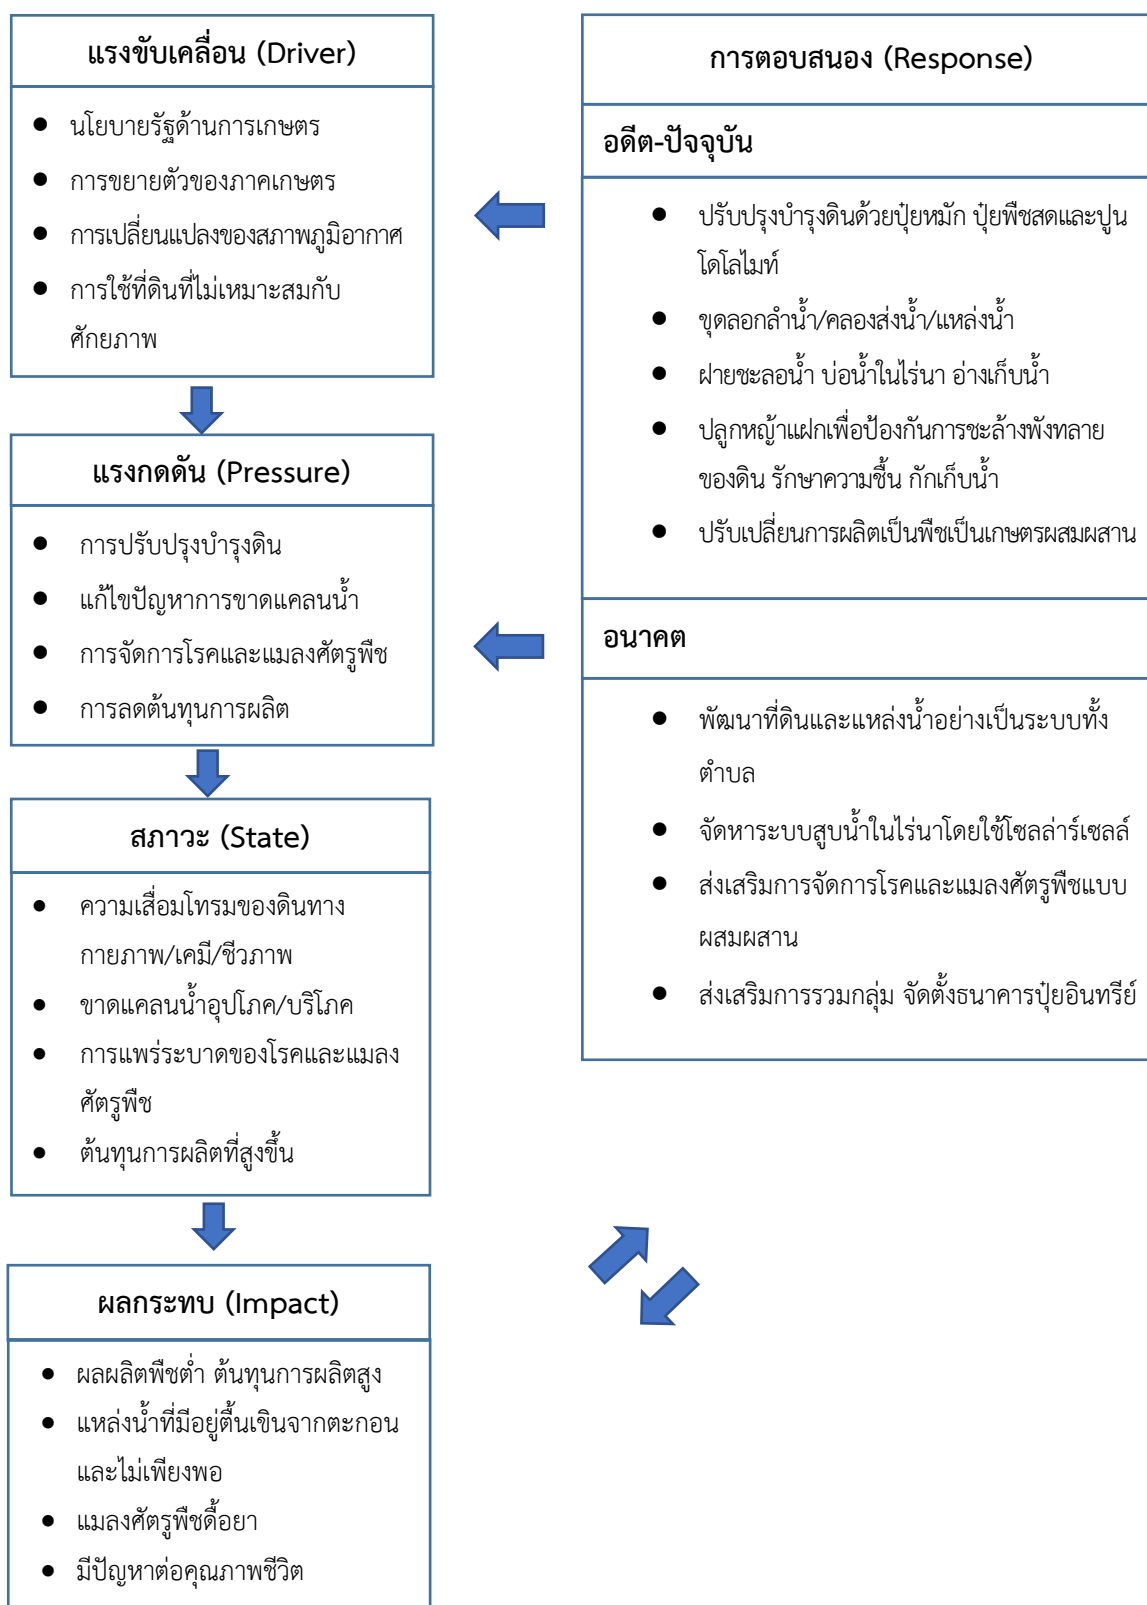 แรงขับเคลื่อน (Driver)
นโยบายรัฐด้านการเกษตร
การขยายตัวของภาคเกษตร
การเปลี่ยนแปลงของสภาพภูมิอากาศ
การใช้ที่ดินที่ไม่เหมาะสมกับ
ศักยภาพ
แรงกดดัน (Pressure)
การปรับปรุงบำรุงดิน
แก้ไขปัญหาการขาดแคลนน้ำ
การจัดการโรคและแมลงศัตรูพืช
การลดต้นทุนการผลิต
สภาวะ (State)
ความเสื่อมโทรมของดินทาง
กายภาพ/เคมี/ชีวภาพ
ขาดแคลนน้ำอุปโภค/บริโภค
การแพร่ระบาดของโรคและแมลง
ศัตรูพืช
ต้นทุนการผลิตที่สูงขึ้น
ผลกระทบ (Impact)
ผลผลิตพืชต่ำ ต้นทุนการผลิตสูง
แหล่งน้ำที่มีอยู่ตื้นเขินจากตะกอน
และไม่เพียงพอ
แมลงศัตรูพืชดื้อยา
มีปัญหาต่อคุณภาพชีวิต
การตอบสนอง (Response)
อดีต-ปัจจุบัน
ปรับปรุงบำรุงดินด้วยปุ๋ยหมัก ปุ๋ยพืชสดและปูน
โดโลไมท์
ขุดลอกลำน้ำ/คลองส่งน้ำ/แหล่งน้ำ
ฝายชะลอน้ำ บ่อน้ำในไร่นา อ่างเก็บน้ำ
ปลูกหญ้าแฝกเพื่อป้องกันการชะล้างพังทลาย
ของดิน รักษาความชื้น กักเก็บน้ำ
ปรับเปลี่ยนการผลิตเป็นพืชเป็นเกษตรผสมผสาน
อนาคต
พัฒนาที่ดินและแหล่งน้ำอย่างเป็นระบบทั้ง
ตำบล
จัดหาระบบสูบน้ำในไร่นาโดยใช้โซลล่าร์เซลล์
ส่งเสริมการจัดการโรคและแมลงศัตรูพืชแบบ
ผสมผสาน
ส่งเสริมการรวมกลุ่ม จัดตั้งธนาคารปุ๋ยอินทรีย์